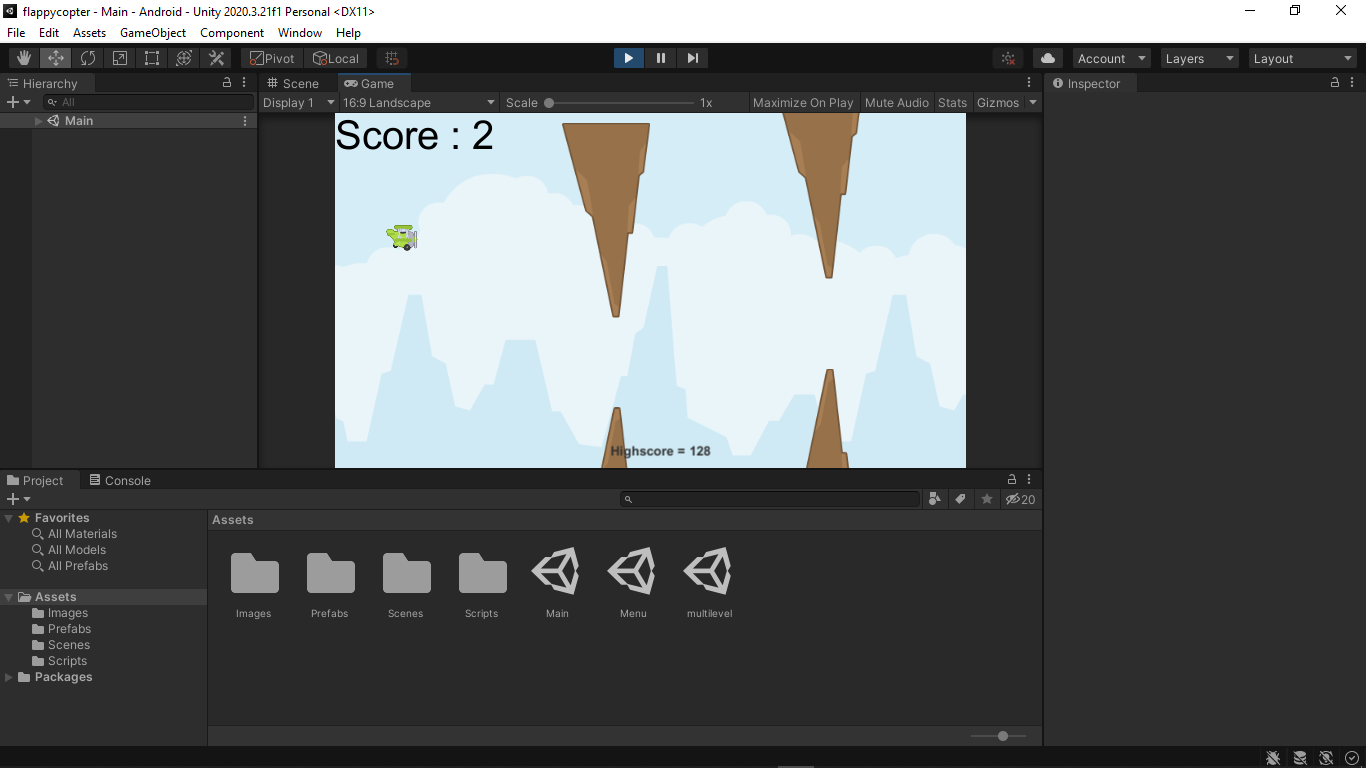 flappycopter - Main - Android - Unity 2020.3.21f1 Personal <DX11>
File Edit Assets GameObject Component Window Help
Pivot Local Account Layers Layout
Hierarchy Scene Game Inspector
All Display 1 16:9 Landscape Scale 1x Maximize On Play Mute Audio Stats Gizmos
Main
Score : 2
Highscore = 128
Project Console
20
Favorites
All Materials
All Models
All Prefabs
Assets
Images
Prefabs
Scenes
Scripts
Packages
Assets
Images Prefabs Scenes Scripts Main Menu multilevel